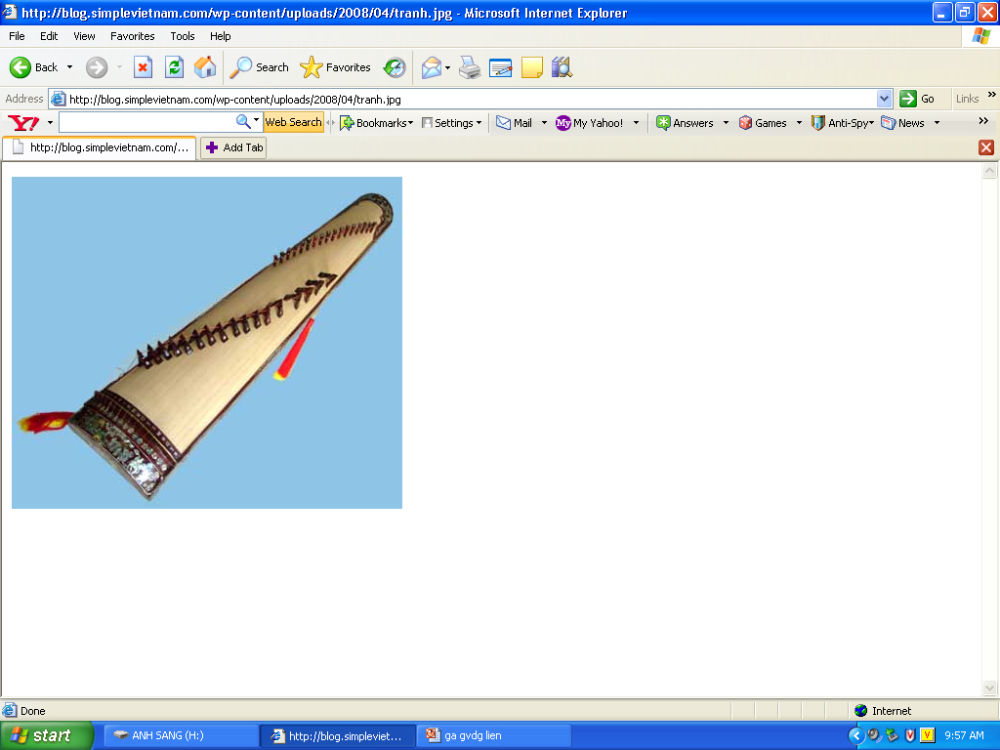 http://blog.simplevietnam.com/wp-content/uploads/2008/04/tranh.jpg - Microsoft Internet Explorer
File Edit View Favorites Tools Help
Back Search Favorites
Address http://blog.simplevietnam.com/wp-content/uploads/2008/04/tranh.jpg Go Links »
Y! Web Search Bookmarks Settings Mail My Yahoo! Answers Games Anti-Spy News »
http://blog.simplevietnam.com/... Add Tab
Done Internet
start ANH SANG (H:) http://blog.simpleviet... ga gvdg lien V V 9:57 AM